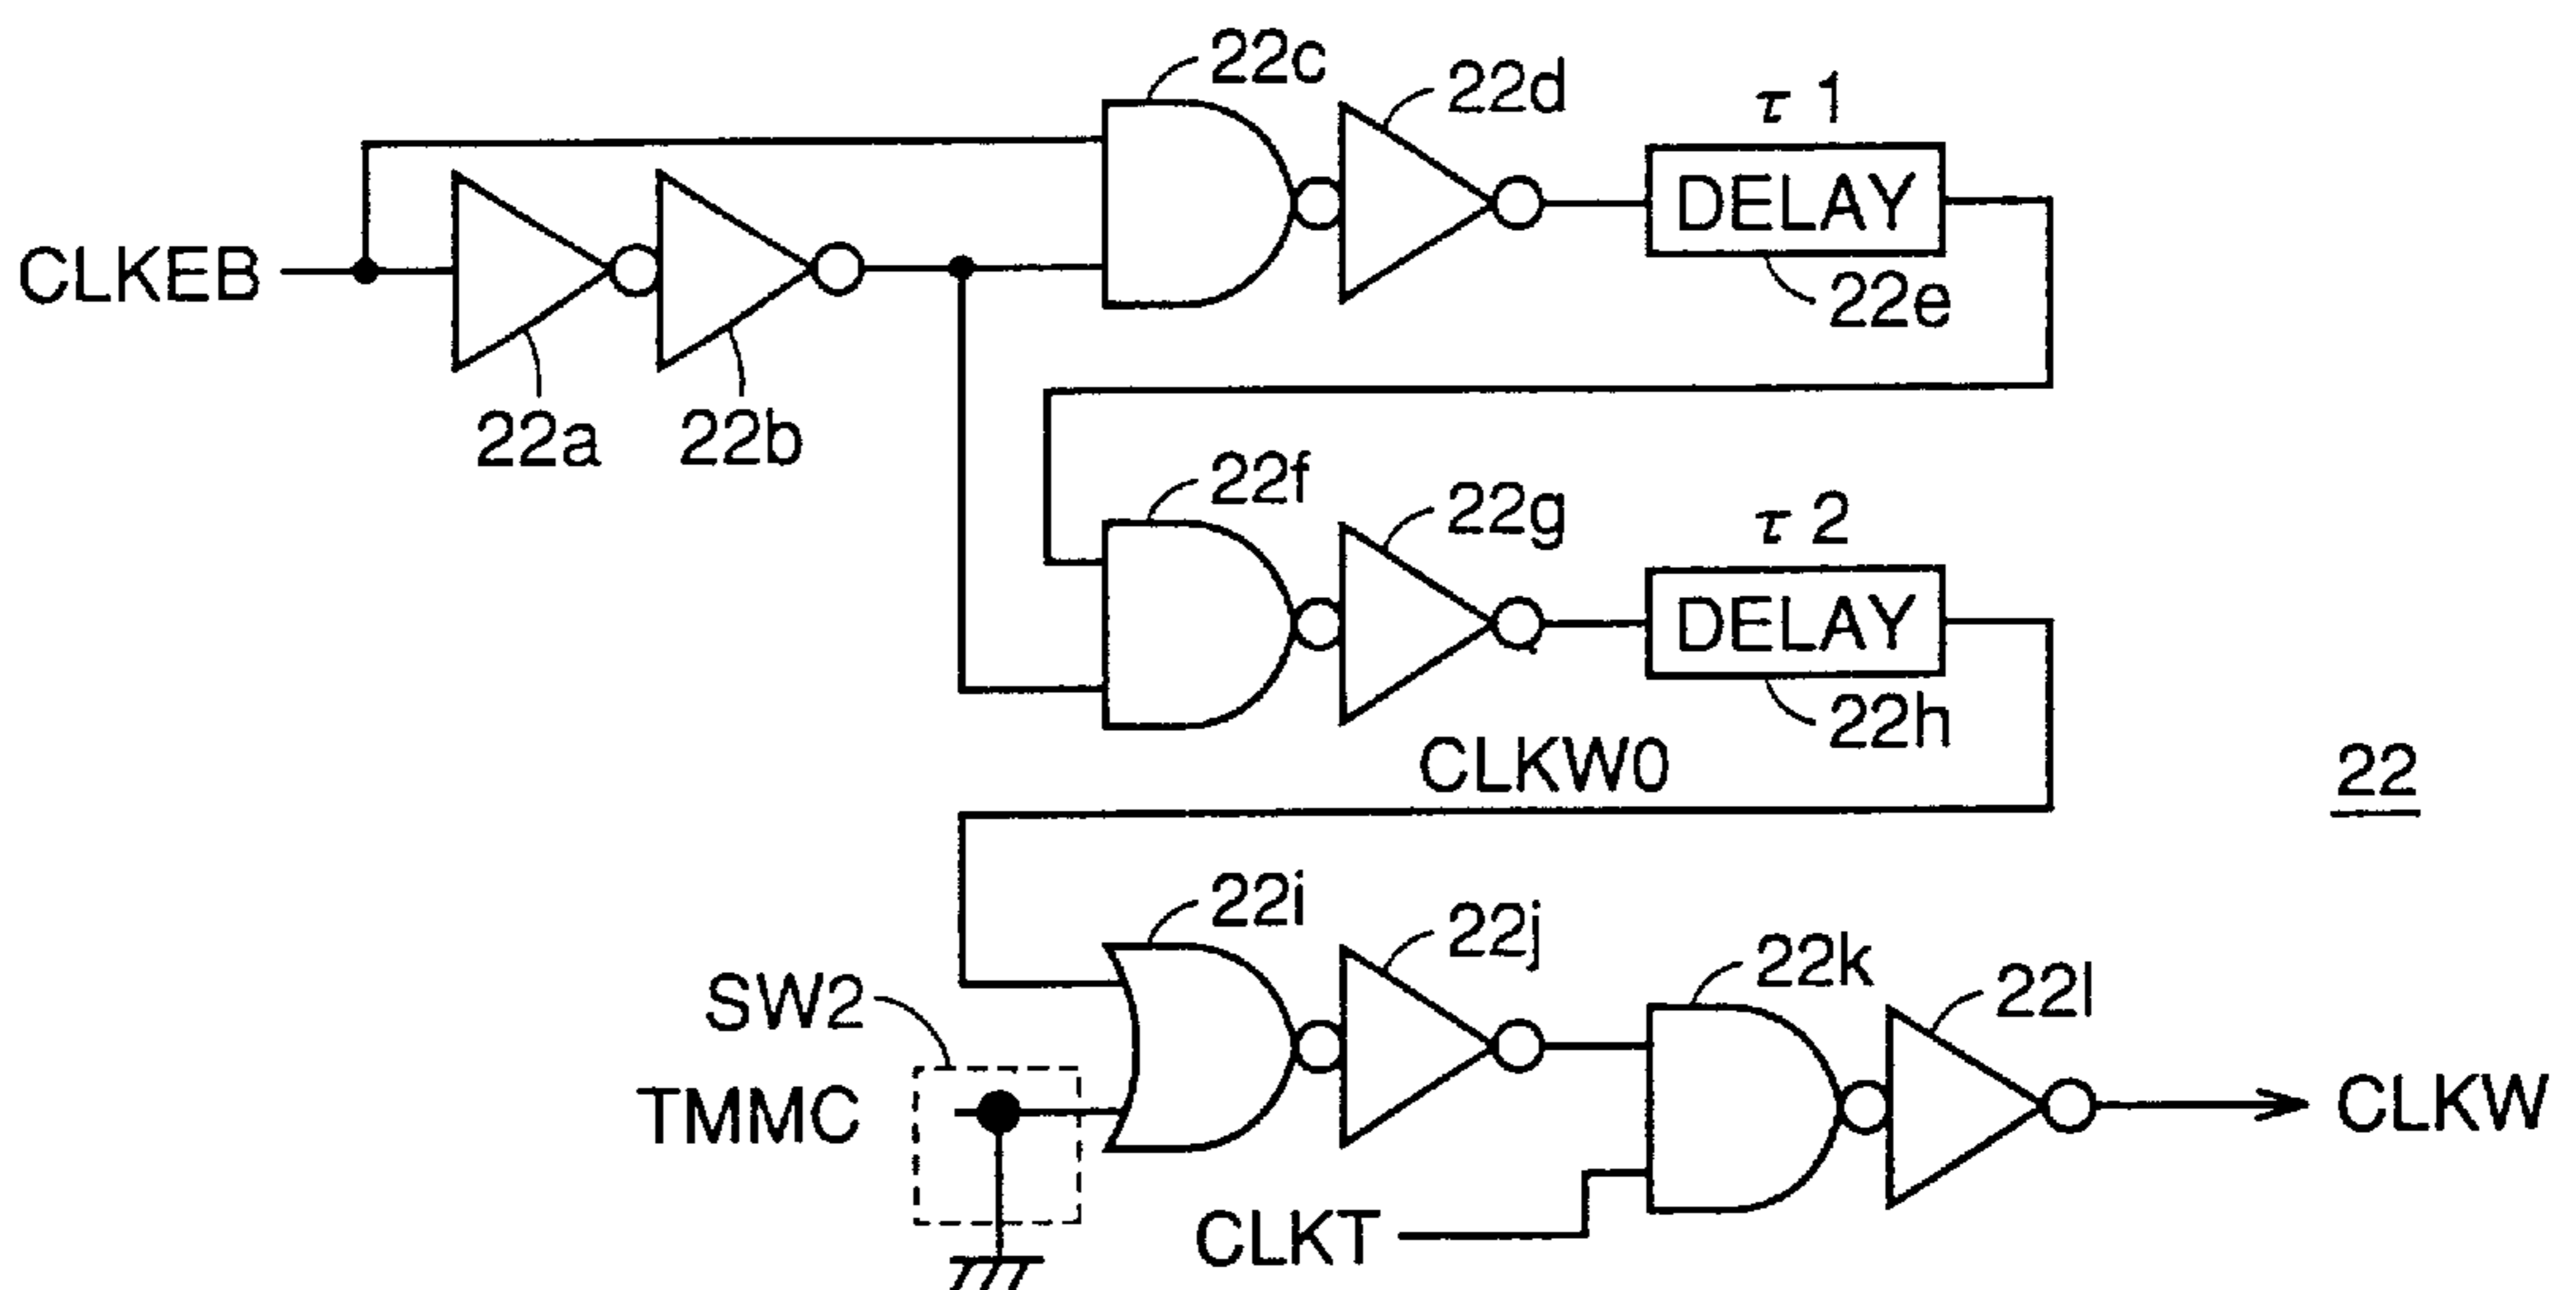 22c
22d
τ 1
DELAY
22e
CLKEB
22a
22b
22f
22g
τ 2
DELAY
22h
CLKW0
22
22i
22j
22k
22l
SW2
TMMC
CLKT
CLKW